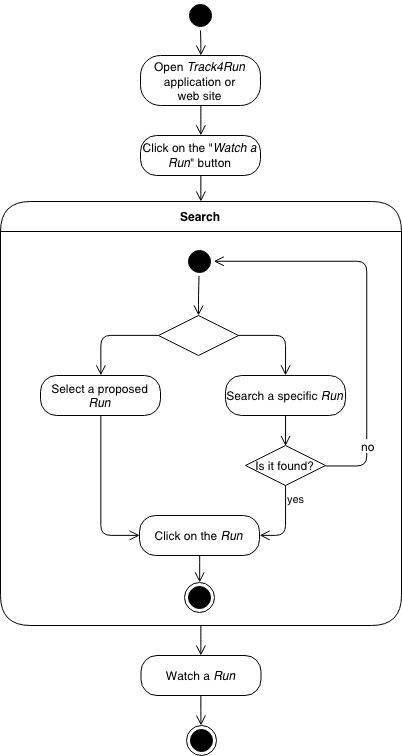 Open Track4Run
application or
web site
Click on the "Watch a
Run" button
Search
Select a proposed
Run
Search a specific Run
Is it found?
no
yes
Click on the Run
Watch a Run